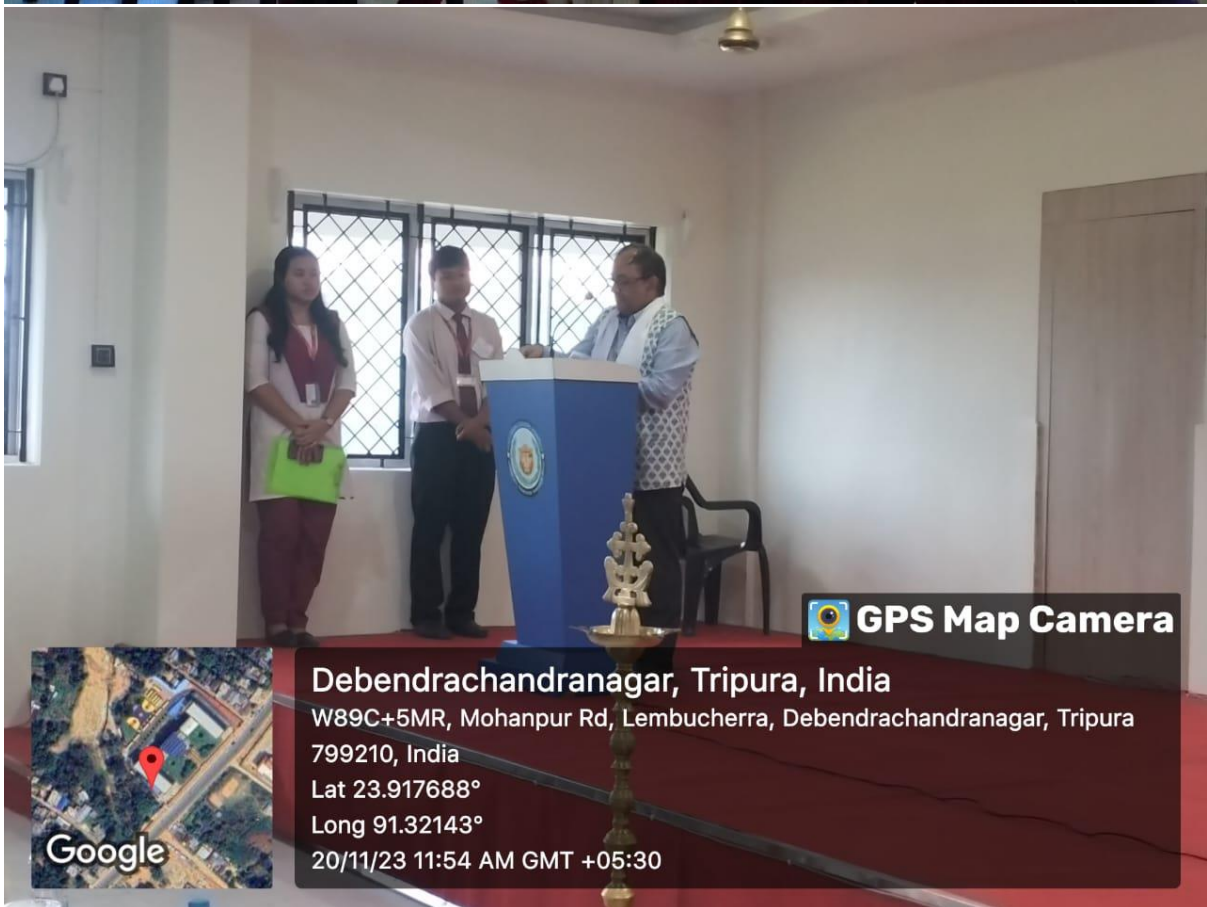 GPS Map Camera
Debendrachandranagar, Tripura, India
W89C+5MR, Mohanpur Rd, Lembucherra, Debendrachandranagar, Tripura
799210, India
Lat 23.917688°
Long 91.32143°
20/11/23 11:54 AM GMT +05:30
Google